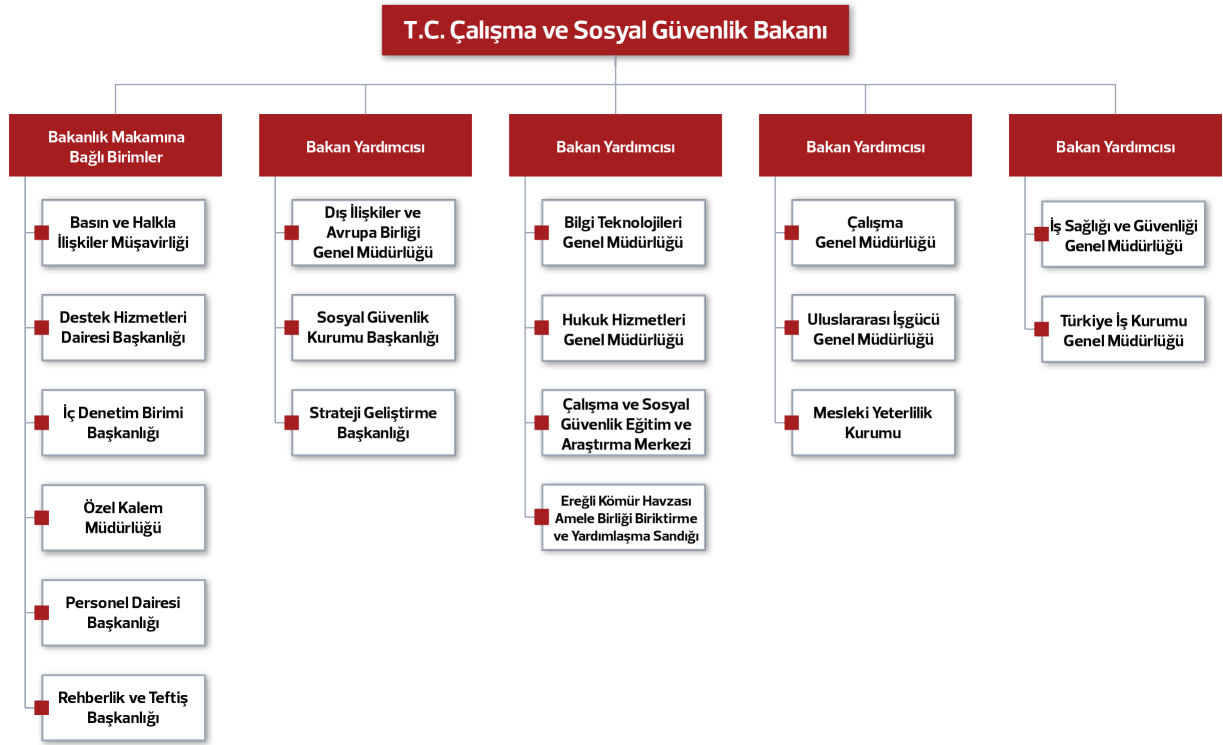 T.C. Çalışma ve Sosyal Güvenlik Bakanı
Bakanlık Makamına
Bağlı Birimler
Basın ve Halkla
İlişkiler Müşavirliği
Destek Hizmetleri
Dairesi Başkanlığı
İç Denetim Birimi
Başkanlığı
Özel Kalem
Müdürlüğü
Personel Dairesi
Başkanlığı
Rehberlik ve Teftiş
Başkanlığı
Bakan Yardımcısı
Dış İlişkiler ve
Avrupa Birliği
Genel Müdürlüğü
Sosyal Güvenlik
Kurumu Başkanlığı
Strateji Geliştirme
Başkanlığı
Bakan Yardımcısı
Bilgi Teknolojileri
Genel Müdürlüğü
Hukuk Hizmetleri
Genel Müdürlüğü
Çalışma ve Sosyal
Güvenlik Eğitim ve
Araştırma Merkezi
Ereğli Kömür Havzası
Amele Birliği Biriktirme
ve Yardımlaşma Sandığı
Bakan Yardımcısı
Çalışma
Genel Müdürlüğü
Uluslararası İşgücü
Genel Müdürlüğü
Mesleki Yeterlilik
Kurumu
Bakan Yardımcısı
İş Sağlığı ve Güvenliği
Genel Müdürlüğü
Türkiye İş Kurumu
Genel Müdürlüğü